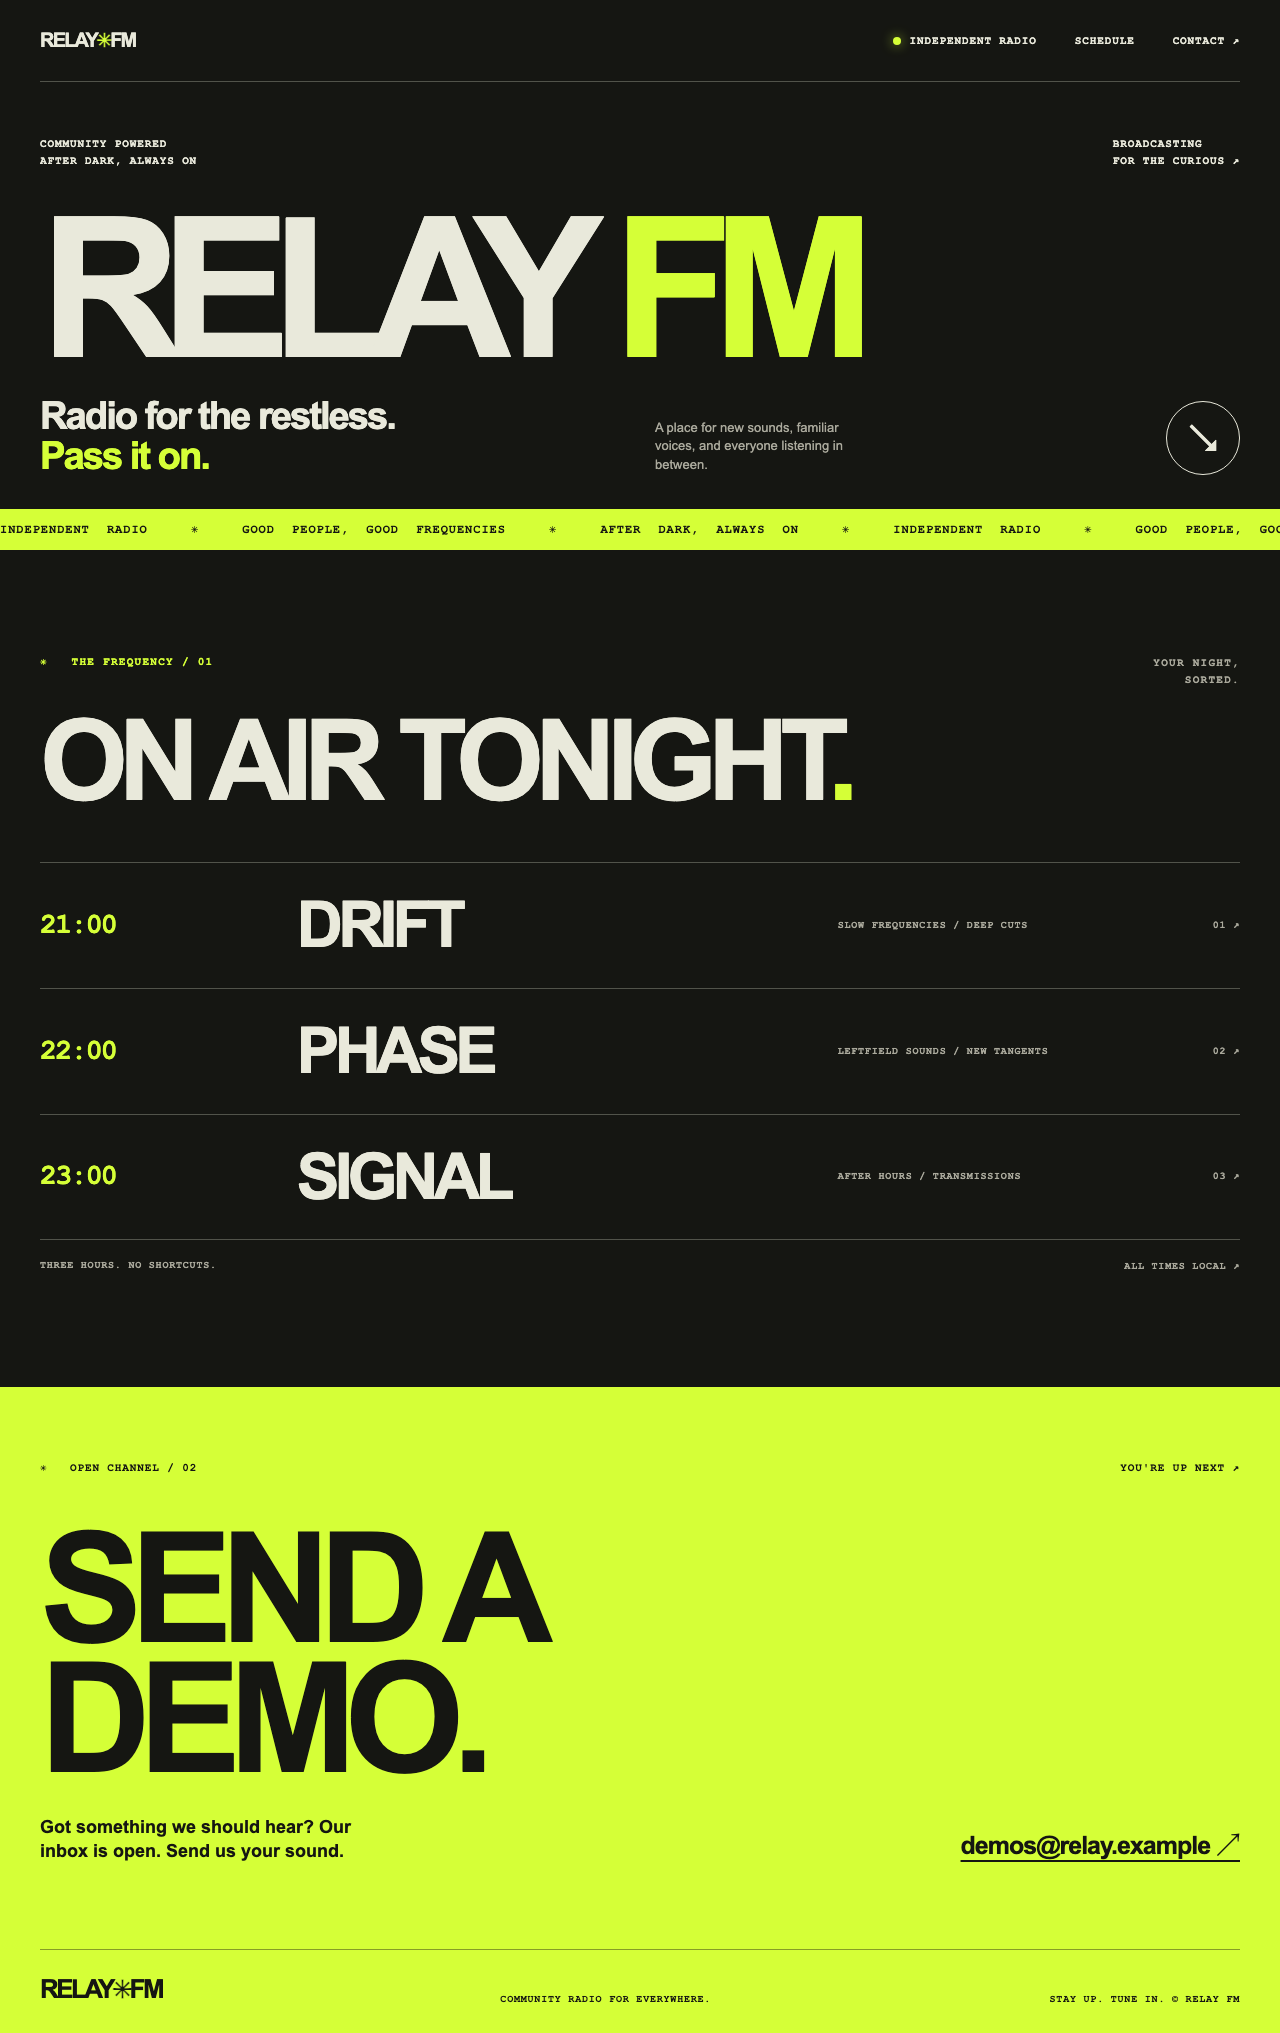 RELAY✳FM
INDEPENDENT RADIO
SCHEDULE
CONTACT ↗
COMMUNITY POWERED
AFTER DARK, ALWAYS ON
BROADCASTING
FOR THE CURIOUS ↗
RELAY FM
Radio for the restless.
Pass it on.
A place for new sounds, familiar
voices, and everyone listening in
between.
↘
INDEPENDENT RADIO ✳ GOOD PEOPLE, GOOD FREQUENCIES ✳ AFTER DARK, ALWAYS ON ✳ INDEPENDENT RADIO ✳ GOOD PEOPLE, GOO
✳ THE FREQUENCY / 01
YOUR NIGHT,
SORTED.
ON AIR TONIGHT.
21:00 DRIFT SLOW FREQUENCIES / DEEP CUTS 01 ↗
22:00 PHASE LEFTFIELD SOUNDS / NEW TANGENTS 02 ↗
23:00 SIGNAL AFTER HOURS / TRANSMISSIONS 03 ↗
THREE HOURS. NO SHORTCUTS.
ALL TIMES LOCAL ↗
✳ OPEN CHANNEL / 02
YOU'RE UP NEXT ↗
SEND A
DEMO.
Got something we should hear? Our
inbox is open. Send us your sound.
demos@relay.example ↗
RELAY✳FM
COMMUNITY RADIO FOR EVERYWHERE.
STAY UP. TUNE IN. © RELAY FM